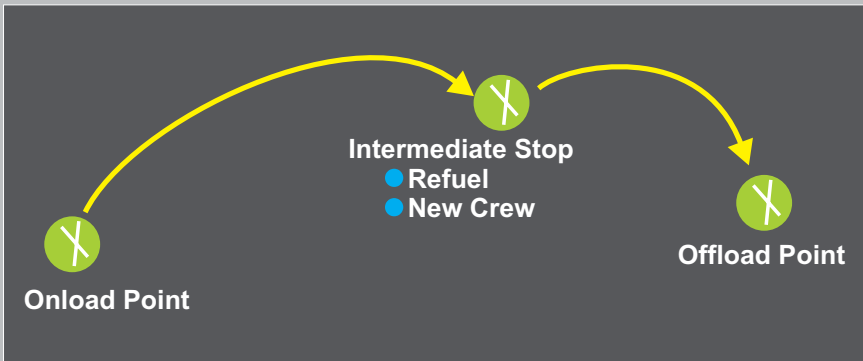 Intermediate Stop
Refuel
New Crew
Offload Point
Onload Point